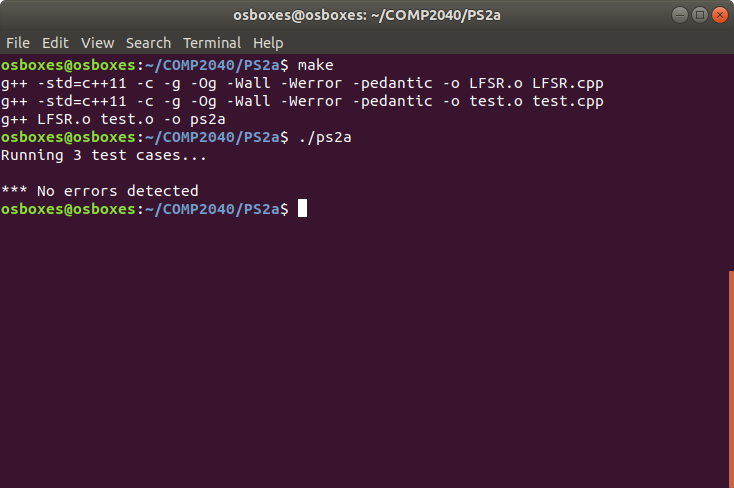 osboxes@osboxes: ~/COMP2040/PS2a
File Edit View Search Terminal Help
osboxes@osboxes:~/COMP2040/PS2a$ make
g++ -std=c++11 -c -g -Og -Wall -Werror -pedantic -o LFSR.o LFSR.cpp
g++ -std=c++11 -c -g -Og -Wall -Werror -pedantic -o test.o test.cpp
g++ LFSR.o test.o -o ps2a
osboxes@osboxes:~/COMP2040/PS2a$ ./ps2a
Running 3 test cases...
*** No errors detected
osboxes@osboxes:~/COMP2040/PS2a$